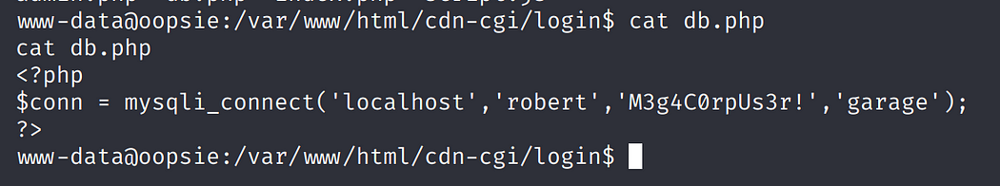 www-data@oopsie:/var/www/html/cdn-cgi/login$ cat db.php
cat db.php
<?php
$conn = mysqli_connect('localhost','robert','M3g4C0rpUs3r!','garage');
?>
www-data@oopsie:/var/www/html/cdn-cgi/login$